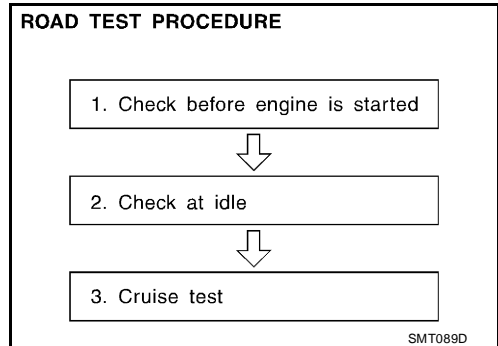 ROAD TEST PROCEDURE
1. Check before engine is started
2. Check at idle
3. Cruise test
SMT089D